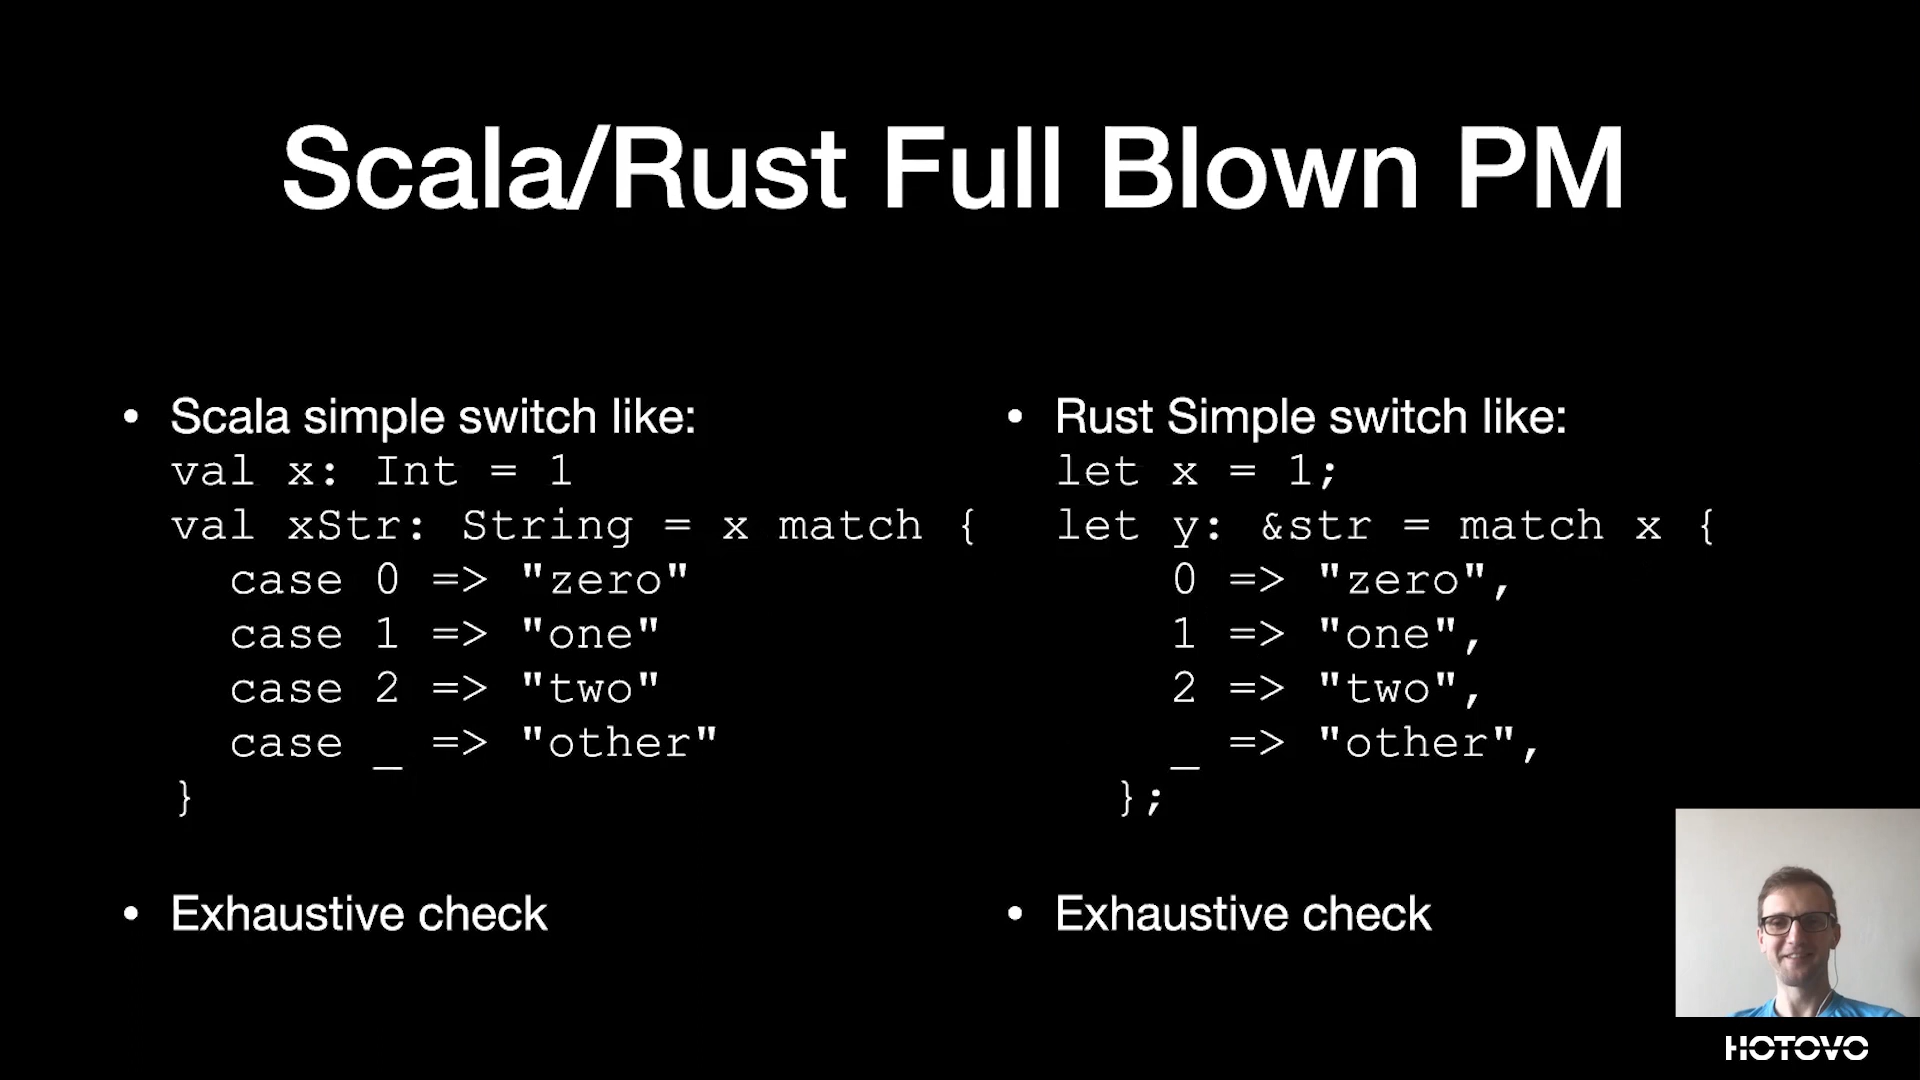 Scala/Rust Full Blown PM
• Scala simple switch like:
val x: Int = 1
val xStr: String = x match {
  case 0 => "zero"
  case 1 => "one"
  case 2 => "two"
  case _ => "other"
}
• Exhaustive check
• Rust Simple switch like:
let x = 1;
let y: &str = match x {
    0 => "zero",
    1 => "one",
    2 => "two",
    _ => "other",
  };
• Exhaustive check
HOTOVO